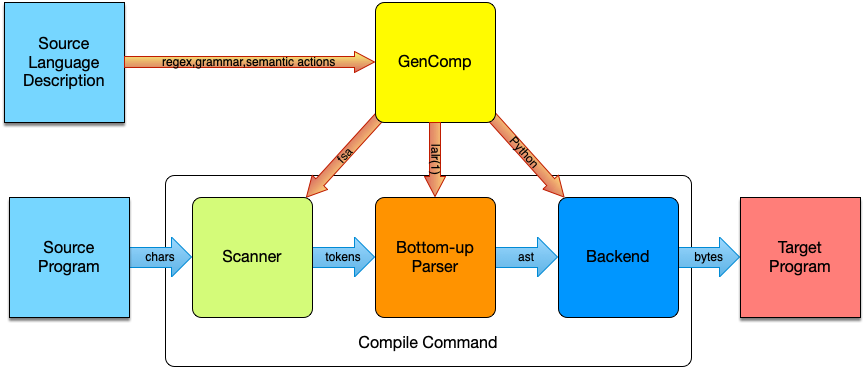 Source
Language
Description
regex,grammar,semantic actions
GenComp
fsa
lalr(1)
Python
Source
Program
chars
Scanner
tokens
Bottom-up
Parser
ast
Backend
bytes
Target
Program
Compile Command